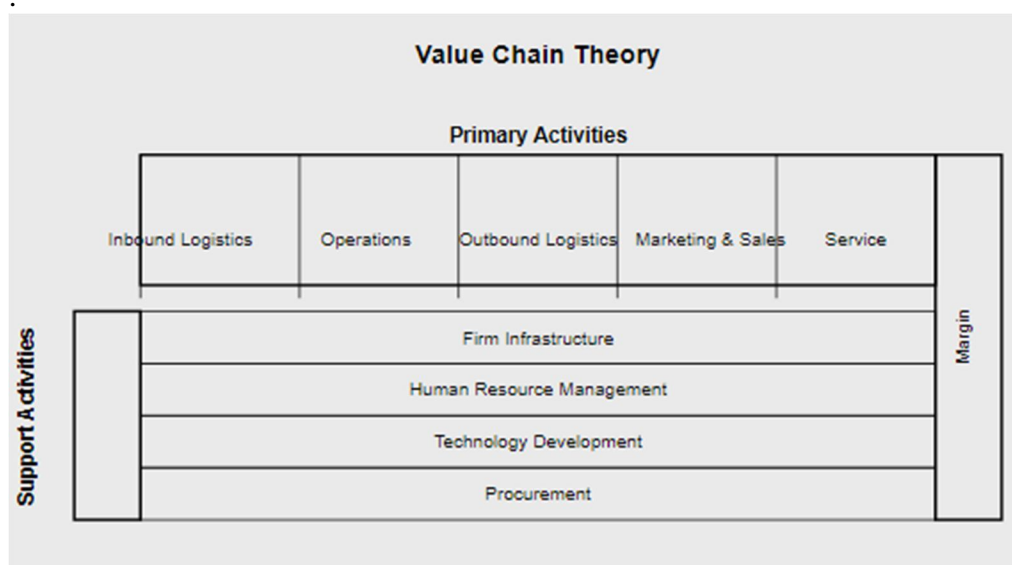 Value Chain Theory
Primary Activities
Inbound Logistics
Operations
Outbound Logistics
Marketing & Sales
Service
Margin
Support Activities
Firm Infrastructure
Human Resource Management
Technology Development
Procurement